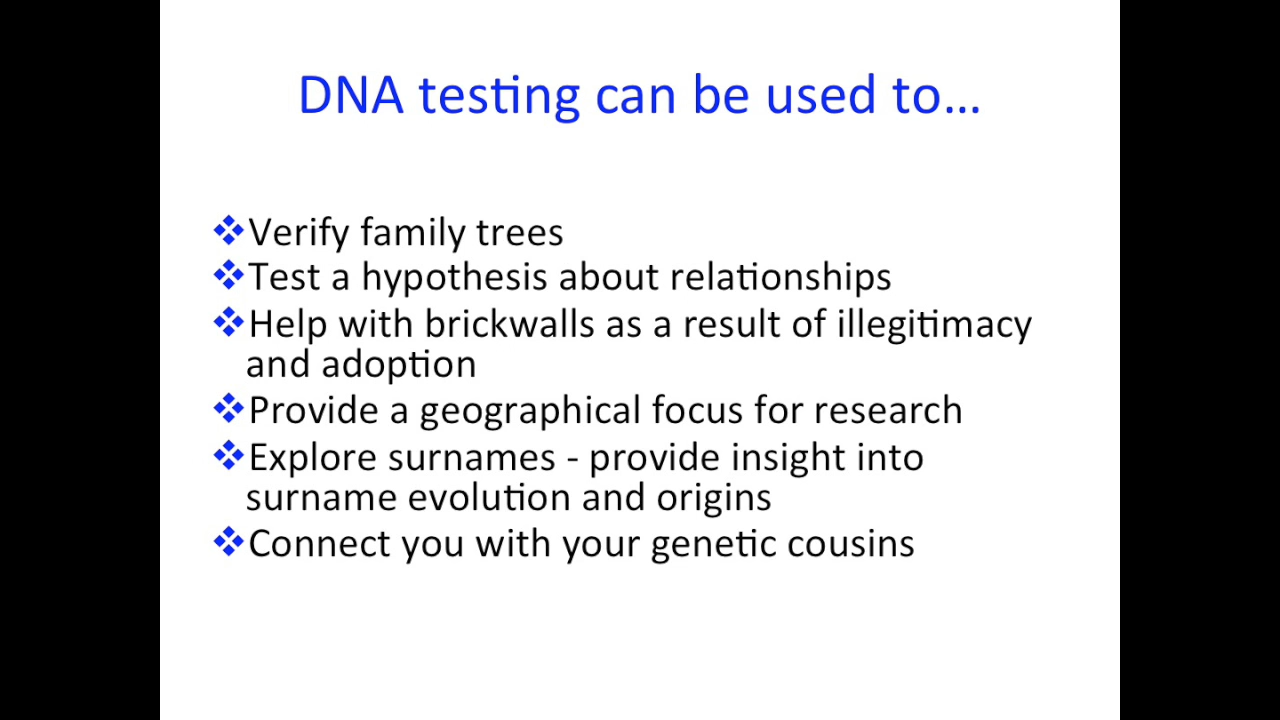 DNA testing can be used to...
❖Verify family trees
❖Test a hypothesis about relationships
❖Help with brickwalls as a result of illegitimacy
and adoption
❖Provide a geographical focus for research
❖Explore surnames - provide insight into
surname evolution and origins
❖Connect you with your genetic cousins